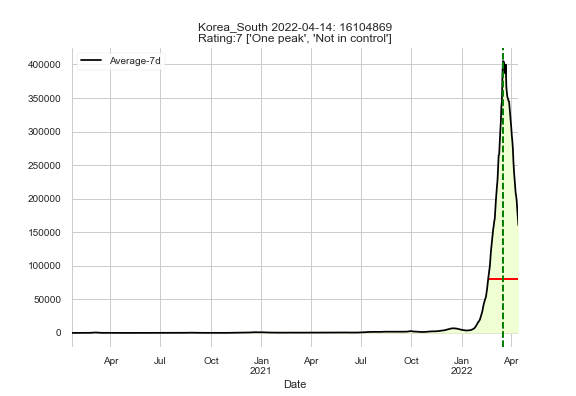 Korea_South 2022-04-14: 16104869
Rating:7 ['One peak', 'Not in control']
Average-7d
400000
350000
300000
250000
200000
150000
100000
50000
0
Apr Jul Oct Jan Apr Jul Oct Jan Apr
2021 2022
Date